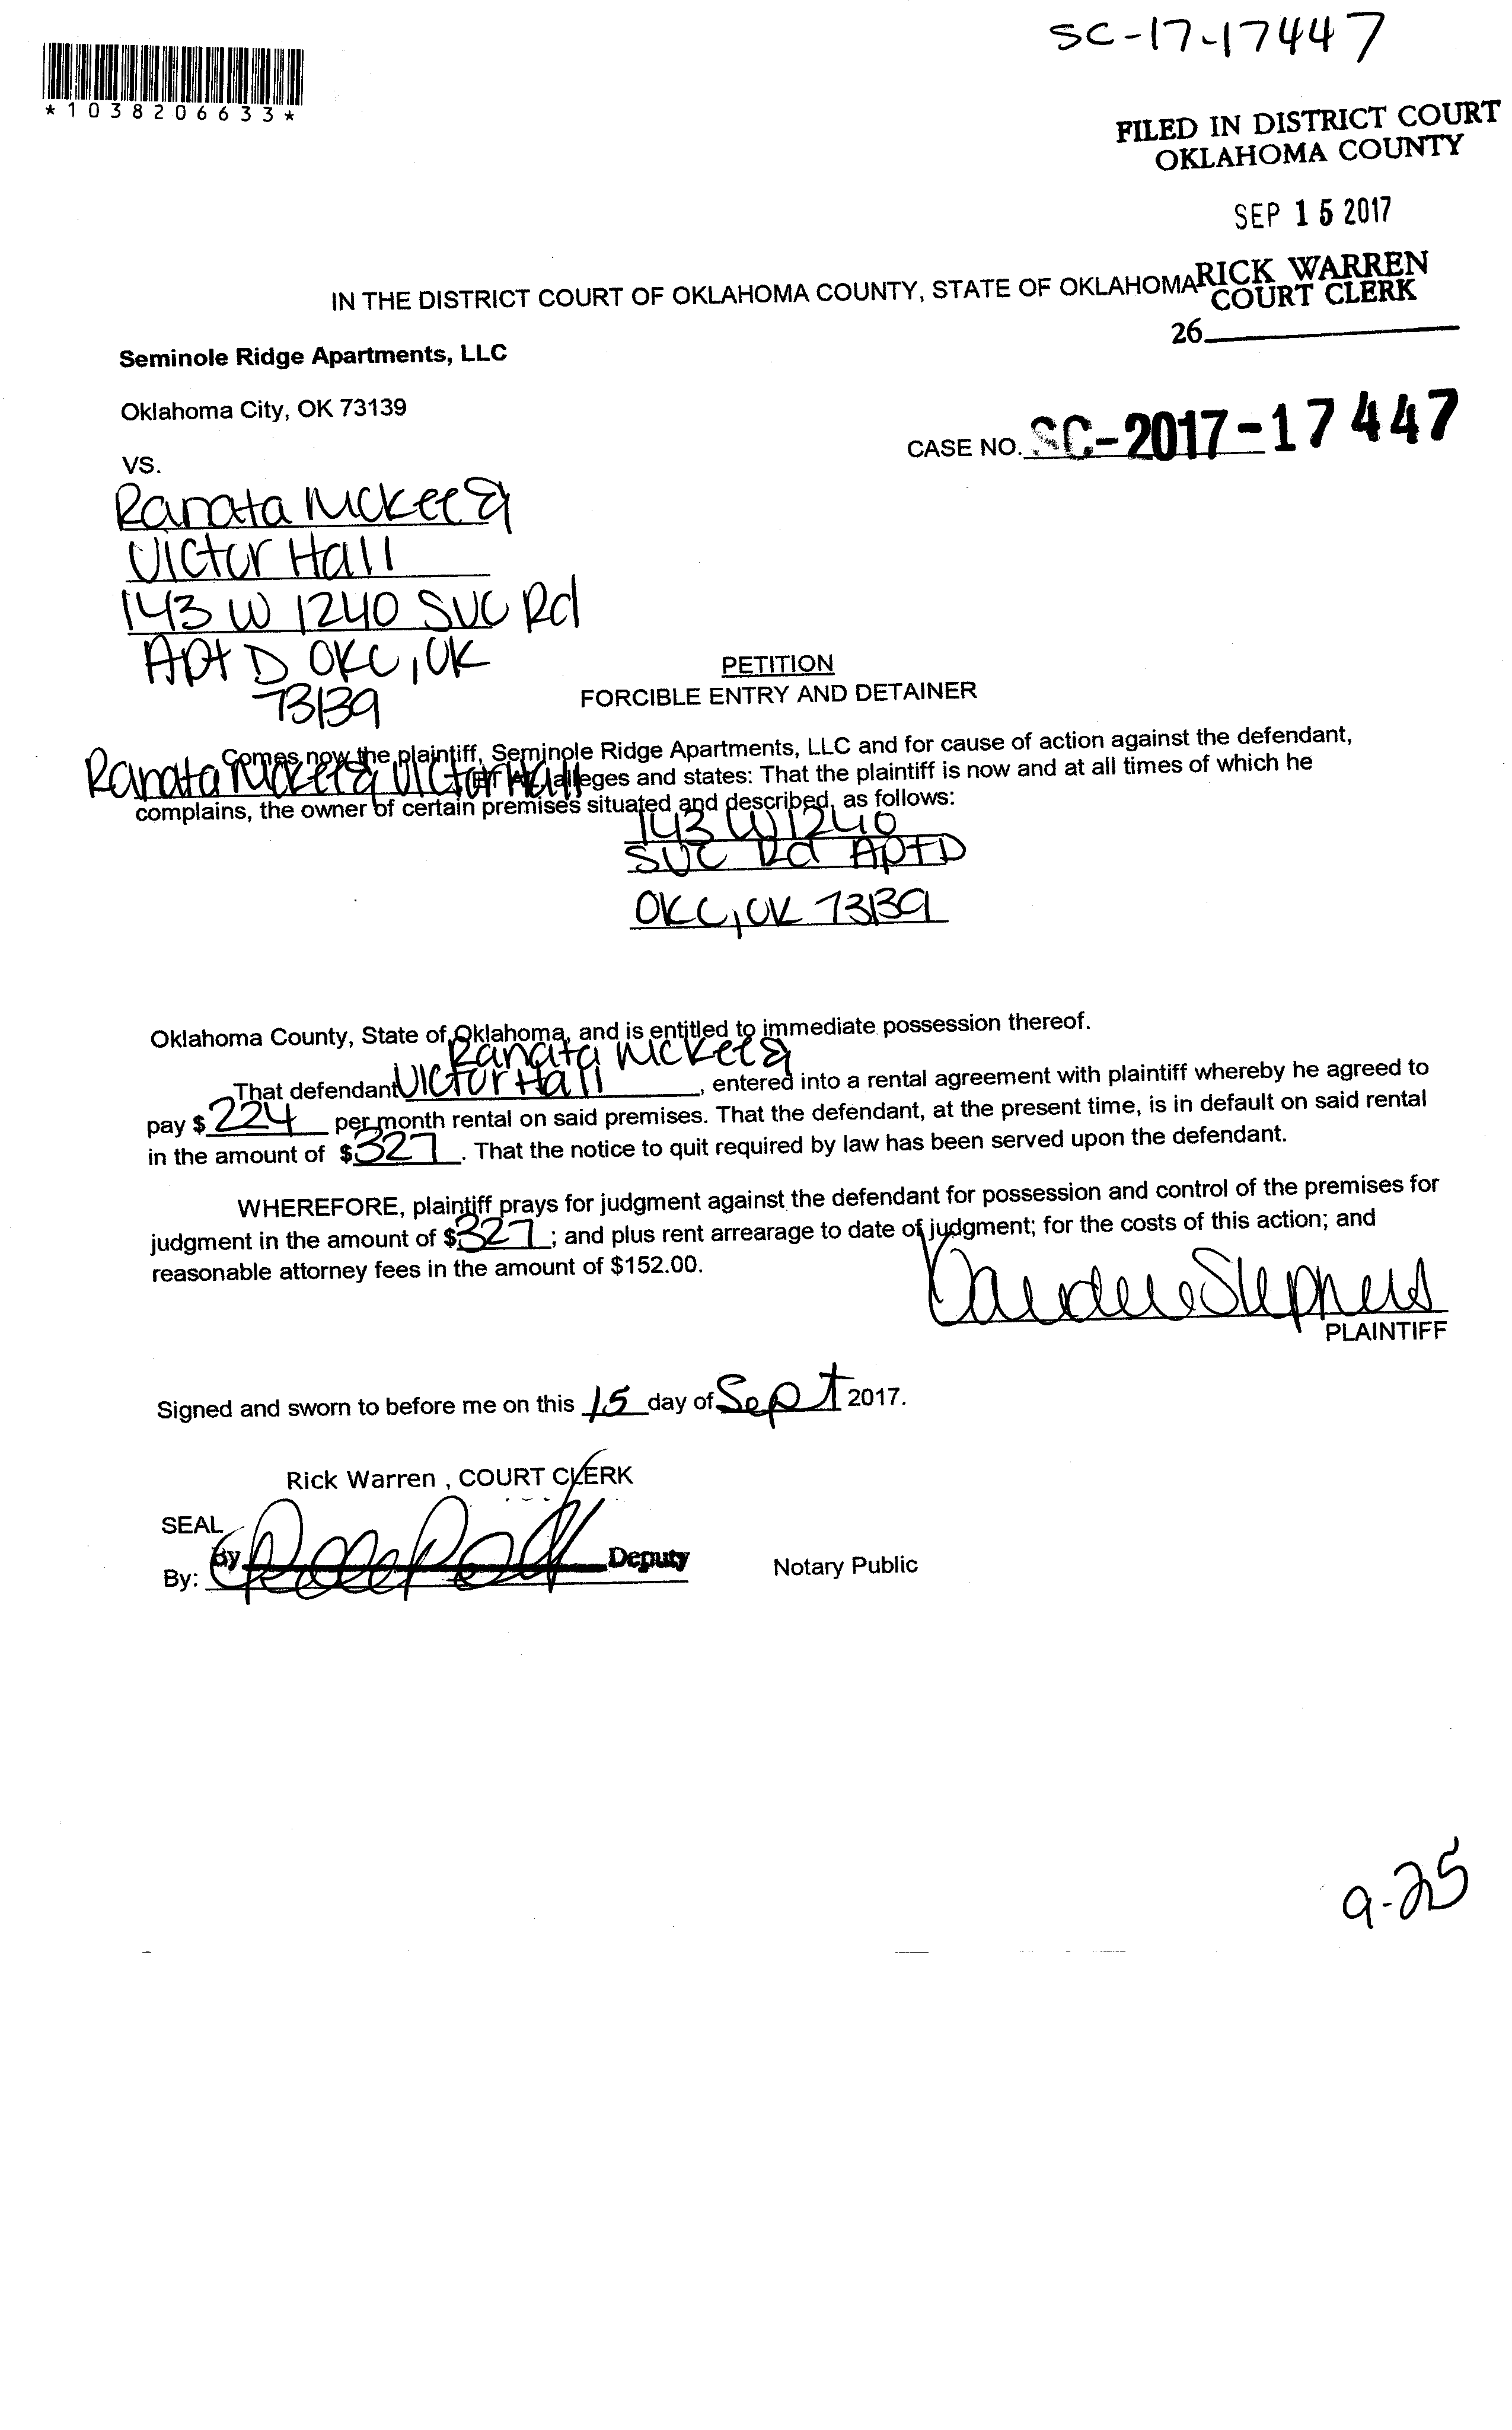 SC-17-17447
*1038206633*
FILED IN DISTRICT COURT
OKLAHOMA COUNTY
SEP 15 2017
RICK WARREN
COURT CLERK
26
IN THE DISTRICT COURT OF OKLAHOMA COUNTY, STATE OF OKLAHOMA
Seminole Ridge Apartments, LLC
Oklahoma City, OK 73139
CASE NO. SC-2017-17447
VS.
Ranata McKee &
Victor Hall
143 W 1240 SVC Rd
Apt D OKC, OK
73139
PETITION
FORCIBLE ENTRY AND DETAINER
Comes now the plaintiff, Seminole Ridge Apartments, LLC and for cause of action against the defendant,
Ranata McKee & Victor Hall alleges and states: That the plaintiff is now and at all times of which he
complains, the owner of certain premises situated and described, as follows:
143 W 1240
SVC Rd Apt D
OKC, OK 73139
Oklahoma County, State of Oklahoma, and is entitled to immediate possession thereof.
Ranata McKee &
That defendant Victor Hall, entered into a rental agreement with plaintiff whereby he agreed to
pay $ 224 per month rental on said premises. That the defendant, at the present time, is in default on said rental
in the amount of $ 327. That the notice to quit required by law has been served upon the defendant.
WHEREFORE, plaintiff prays for judgment against the defendant for possession and control of the premises for
judgment in the amount of $ 327; and plus rent arrearage to date of judgment; for the costs of this action; and
reasonable attorney fees in the amount of $152.00.
Stephens
PLAINTIFF
Signed and sworn to before me on this 15 day of Sept 2017.
Rick Warren , COURT CLERK
SEAL
By
By: Deputy Notary Public
9-25